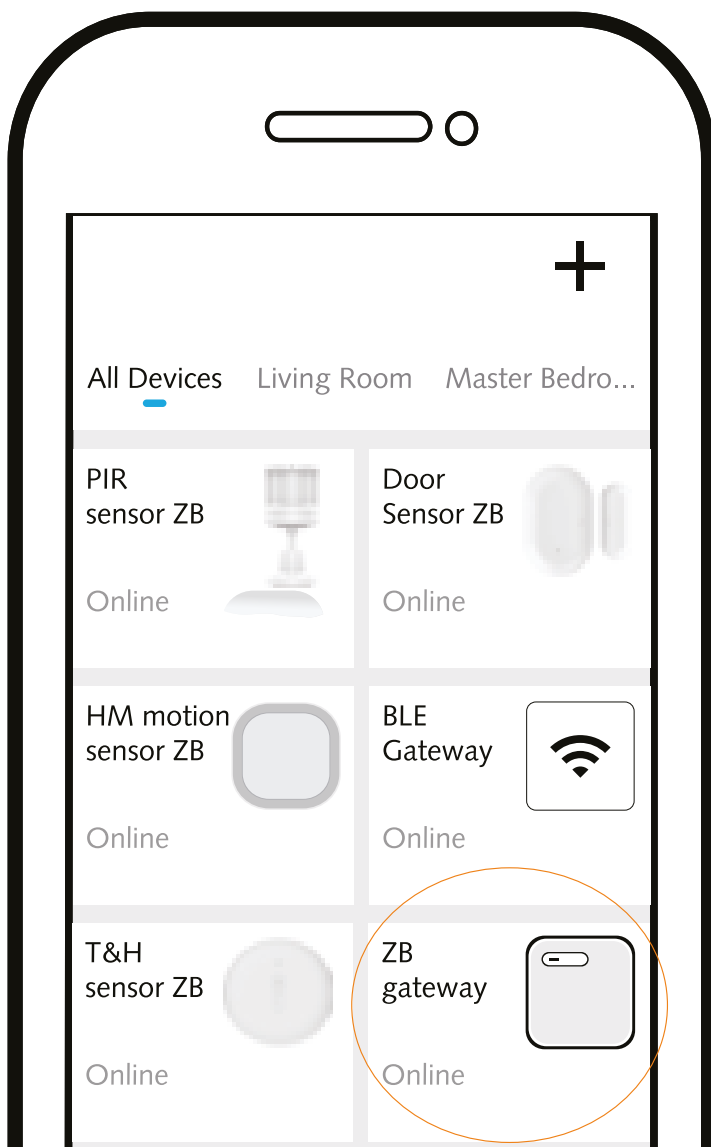 All Devices Living Room Master Bedro...
PIR
sensor ZB
Online
Door
Sensor ZB
Online
HM motion
sensor ZB
Online
BLE
Gateway
Online
T&H
sensor ZB
Online
ZB
gateway
Online